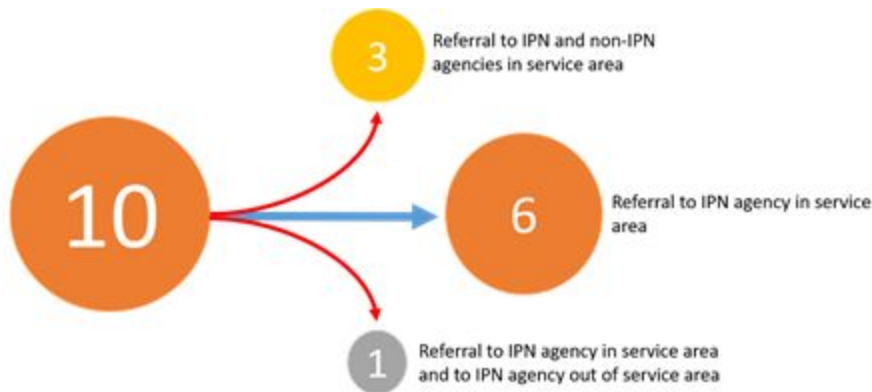 3
Referral to IPN and non-IPN
agencies in service area
10
6
Referral to IPN agency in service
area
1
Referral to IPN agency in service area
and to IPN agency out of service area